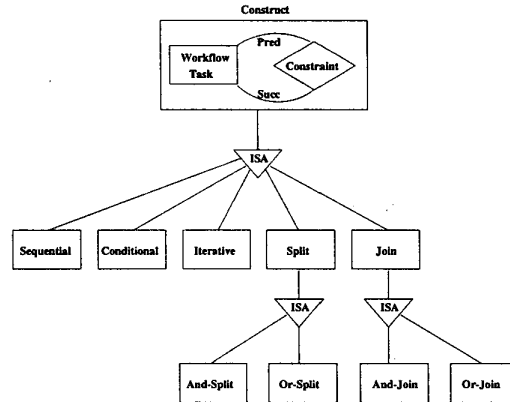 Construct
Pred
Workflow
Task
Constraint
Succ
ISA
Sequential
Conditional
Iterative
Split
Join
ISA
ISA
And-Split
Or-Split
And-Join
Or-Join